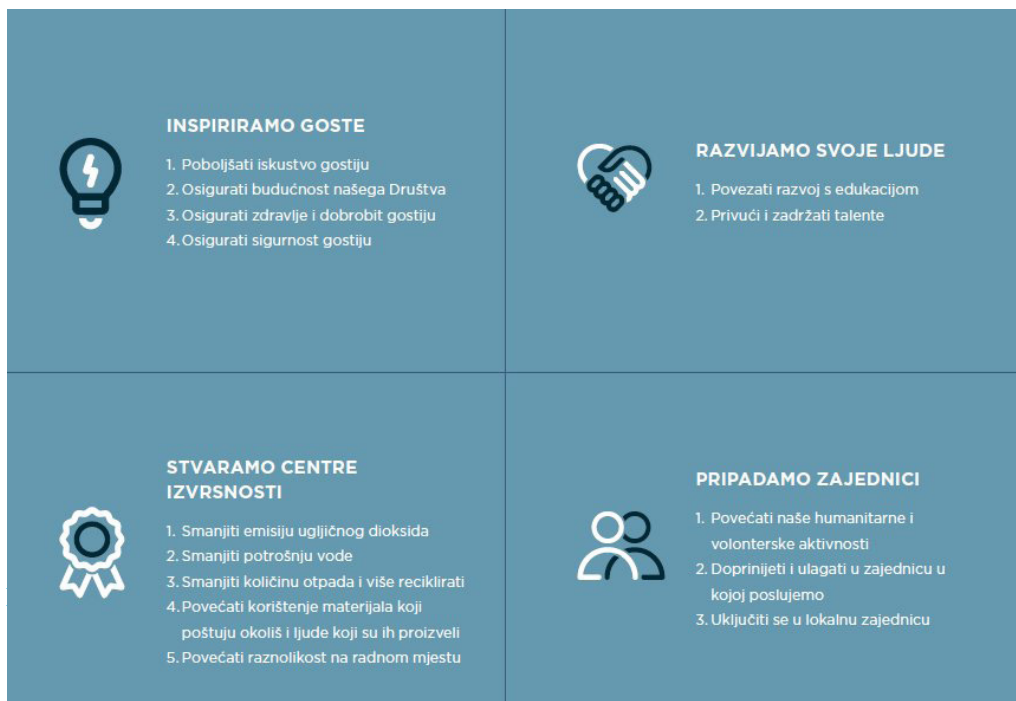 INSPIRIRAMO GOSTE
1. Poboljšati iskustvo gostiju
2. Osigurati budućnost našega Društva
3. Osigurati zdravlje i dobrobit gostiju
4. Osigurati sigurnost gostiju
RAZVIJAMO SVOJE LJUDE
1. Povezati razvoj s edukacijom
2. Privući i zadržati talente
STVARAMO CENTRE
IZVRSNOSTI
1. Smanjiti emisiju ugljičnog dioksida
2. Smanjiti potrošnju vode
3. Smanjiti količinu otpada i više reciklirati
4. Povećati korištenje materijala koji
poštuju okoliš i ljude koji su ih proizveli
5. Povećati raznolikost na radnom mjestu
PRIPADAMO ZAJEDNICI
1. Povećati naše humanitarne i
volonterske aktivnosti
2. Doprinijeti i ulagati u zajednicu u
kojoj poslujemo
3. Uključiti se u lokalnu zajednicu